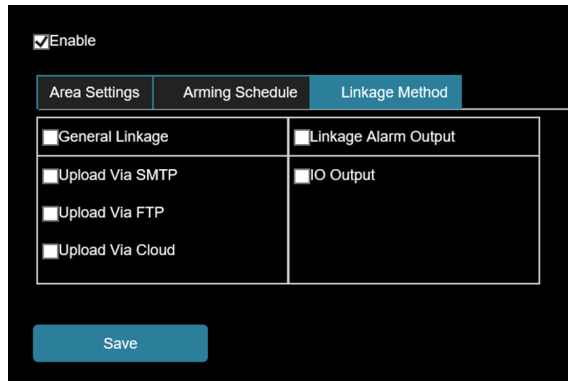 Enable
Area Settings Arming Schedule Linkage Method
General Linkage Linkage Alarm Output
Upload Via SMTP IO Output
Upload Via FTP
Upload Via Cloud
Save